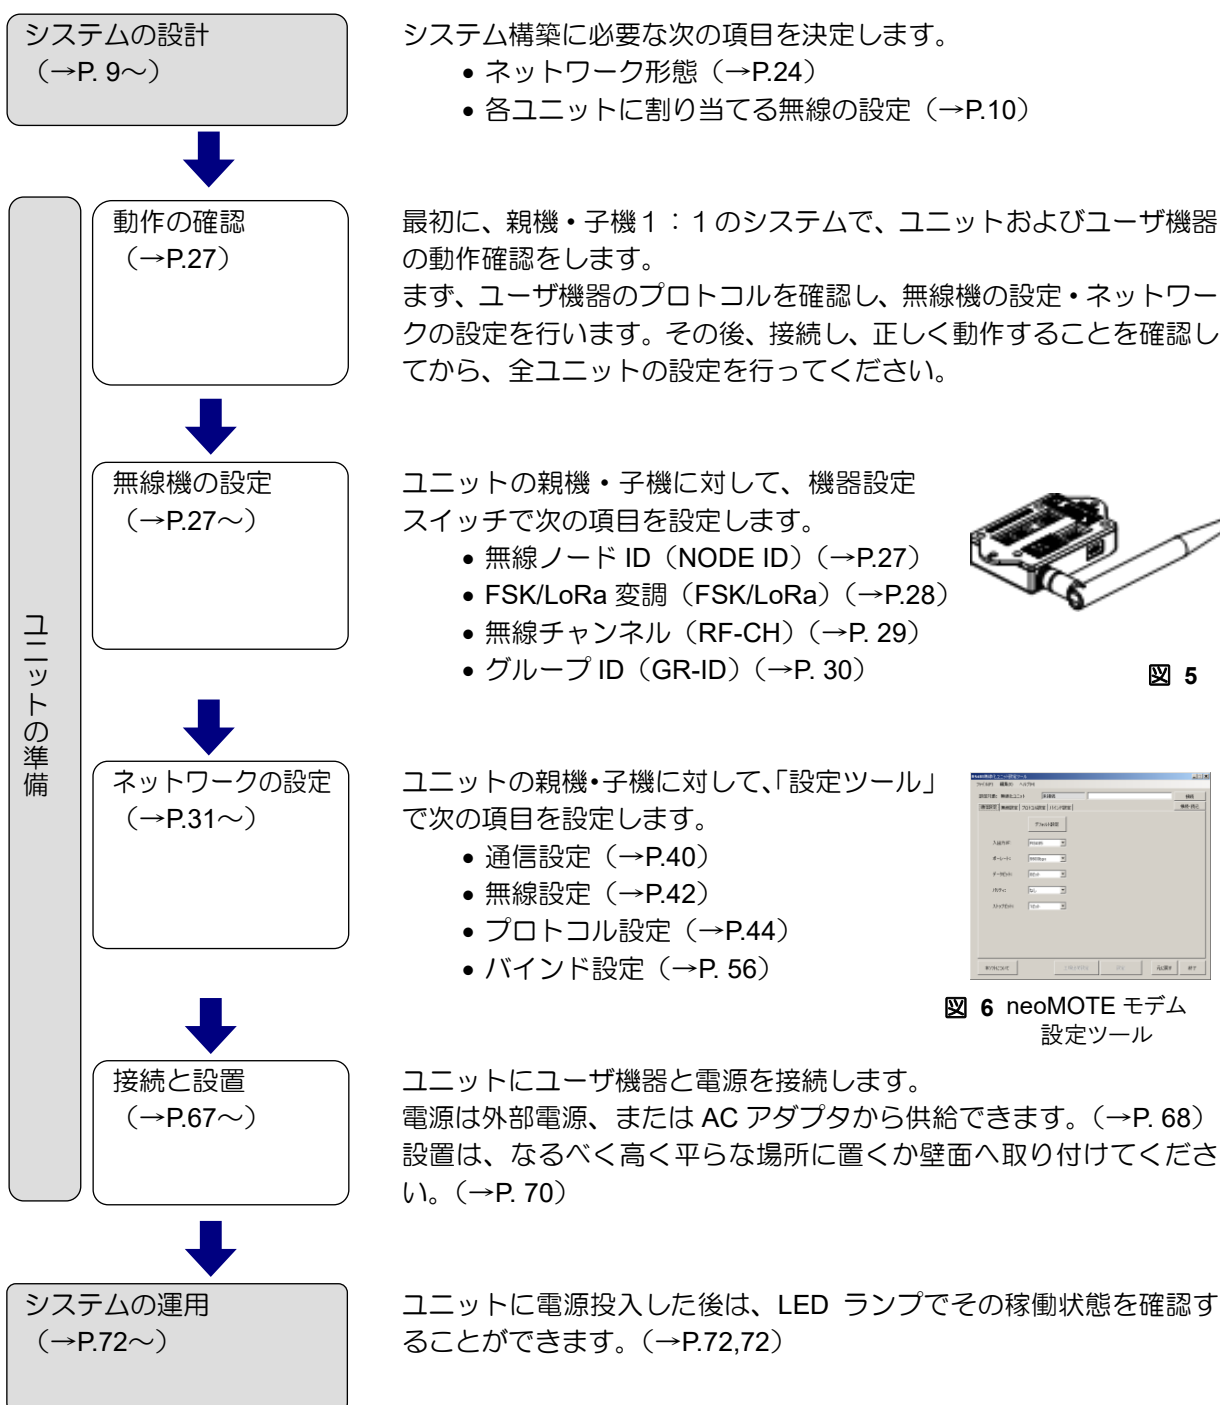 システムの設計
（→P. 9～）
システム構築に必要な次の項目を決定します。
• ネットワーク形態（→P.24）
• 各ユニットに割り当てる無線の設定（→P.10）
ユニットの準備
動作の確認
（→P.27）
最初に、親機・子機１：１のシステムで、ユニットおよびユーザ機器
の動作確認をします。
まず、ユーザ機器のプロトコルを確認し、無線機の設定・ネットワー
クの設定を行います。その後、接続し、正しく動作することを確認し
てから、全ユニットの設定を行ってください。
無線機の設定
（→P.27～）
ユニットの親機・子機に対して、機器設定
スイッチで次の項目を設定します。
• 無線ノード ID（NODE ID）（→P.27）
• FSK/LoRa 変調（FSK/LoRa）（→P.28）
• 無線チャンネル（RF-CH）（→P. 29）
• グループ ID（GR-ID）（→P. 30）
図 5
ネットワークの設定
（→P.31～）
ユニットの親機・子機に対して、「設定ツール」
で次の項目を設定します。
• 通信設定（→P.40）
• 無線設定（→P.42）
• プロトコル設定（→P.44）
• バインド設定（→P. 56）
図 6 neoMOTE モデム
設定ツール
接続と設置
（→P.67～）
ユニットにユーザ機器と電源を接続します。
電源は外部電源、または AC アダプタから供給できます。（→P. 68）
設置は、なるべく高く平らな場所に置くか壁面へ取り付けてくださ
い。（→P. 70）
システムの運用
（→P.72～）
ユニットに電源投入した後は、LED ランプでその稼働状態を確認す
ることができます。（→P.72,72）